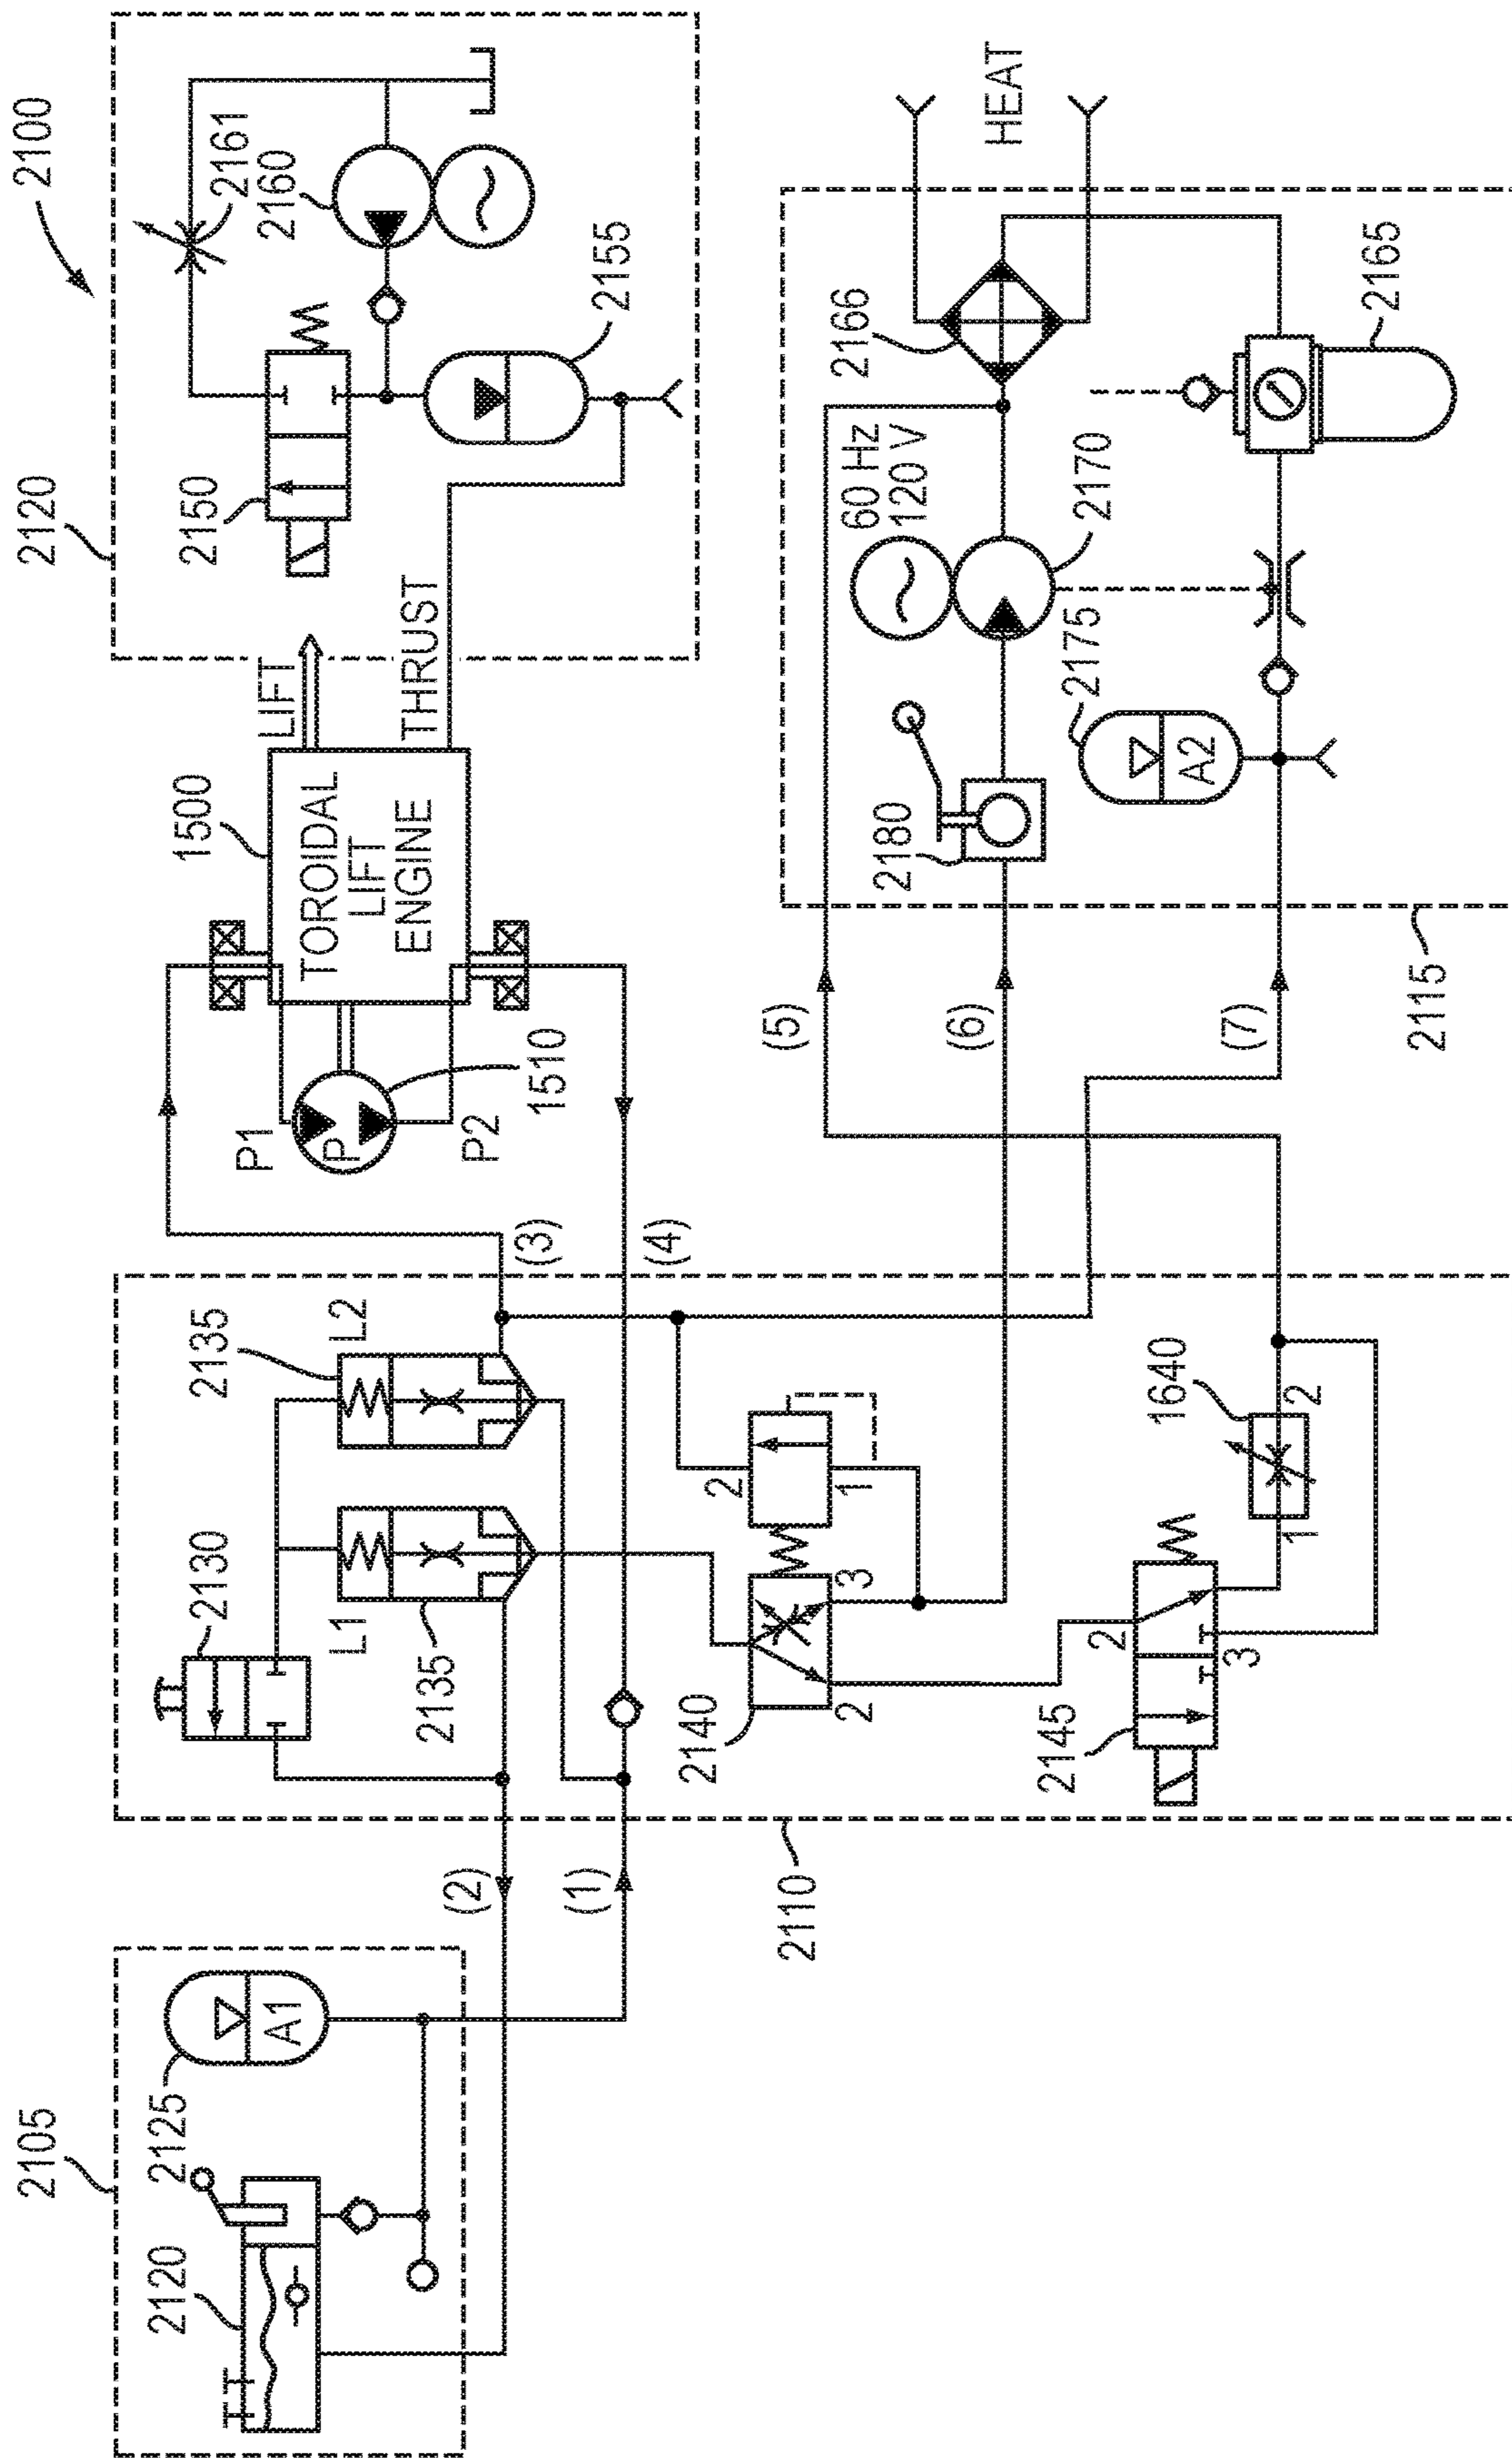 2100
2105
2120
2125
A1
2120
(2)
(1)
2110
2130
2135
L2
L1
2135
(3)
(4)
2140
2
3
2
1
2145
2
3
1640
1
2
P1
P
P2
1510
1500
TOROIDAL
LIFT
ENGINE
LIFT
THRUST
2120
2150
2161
2160
2155
(5)
(6)
(7)
2115
2180
2175
A2
60 Hz
120 V
2170
2166
2165
HEAT